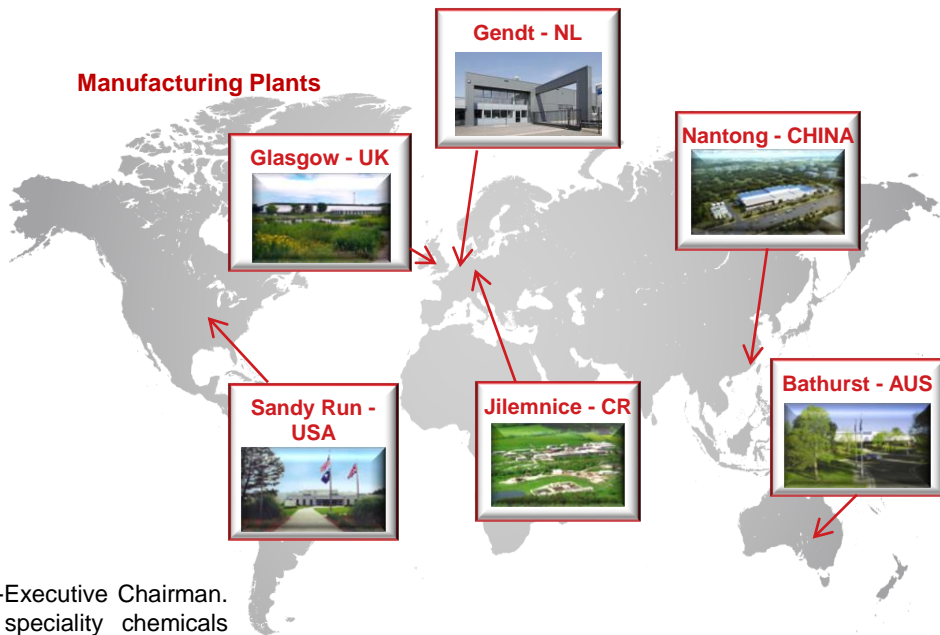 Gendt - NL
Manufacturing Plants
Glasgow - UK
Nantong - CHINA
Sandy Run -
USA
Jilemnice - CR
Bathurst - AUS
-Executive Chairman.
speciality chemicals